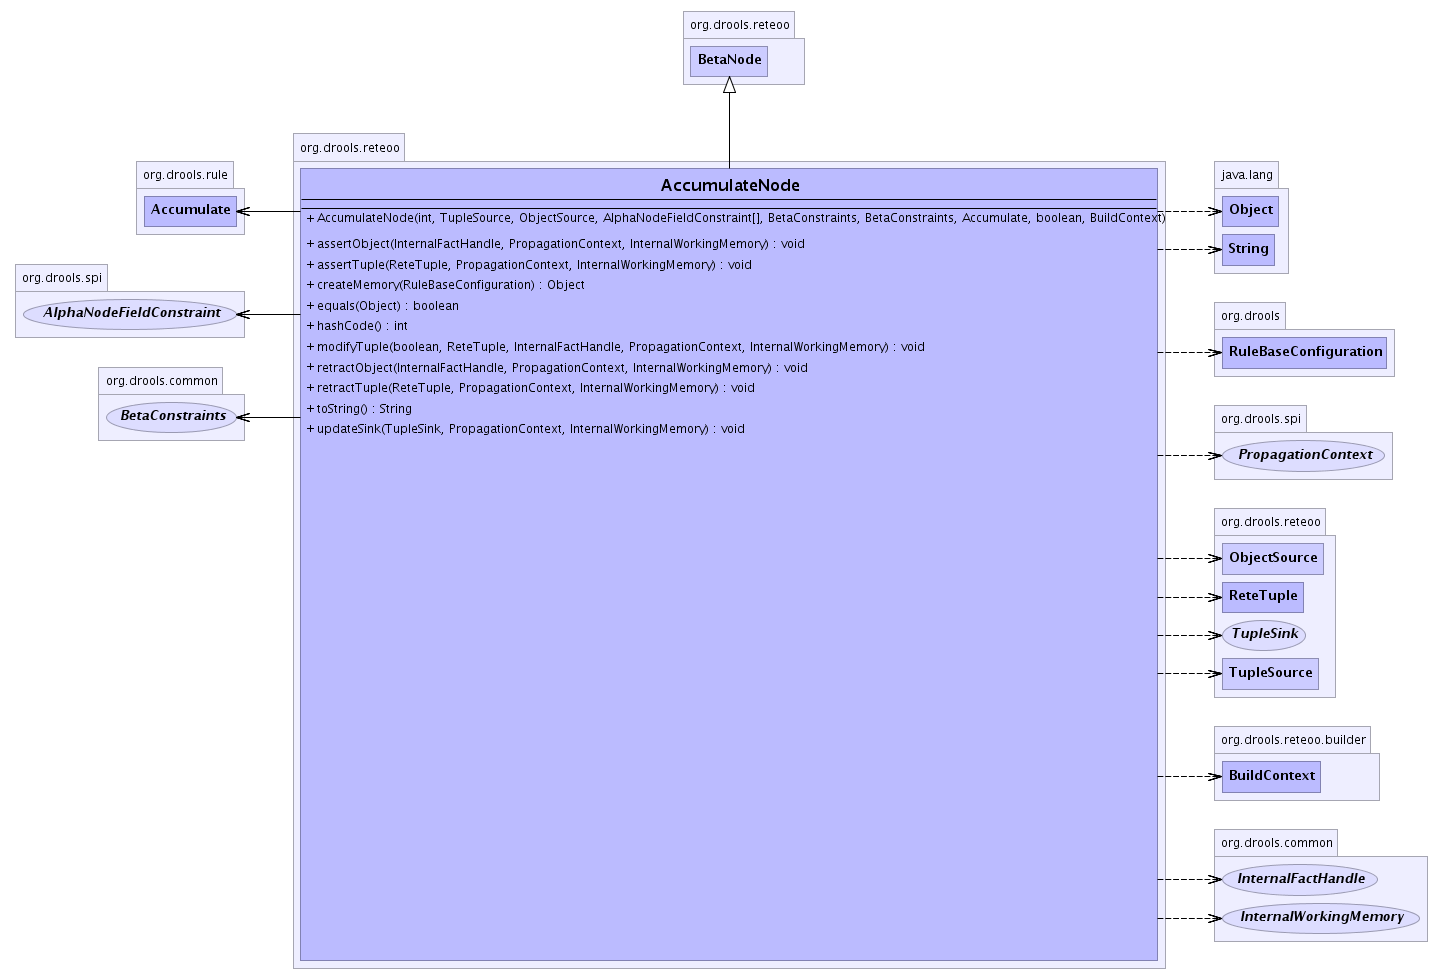 org.drools.reteoo
BetaNode
org.drools.rule
Accumulate
org.drools.spi
AlphaNodeFieldConstraint
org.drools.common
BetaConstraints
org.drools.reteoo
AccumulateNode
+ AccumulateNode(int, TupleSource, ObjectSource, AlphaNodeFieldConstraint[], BetaConstraints, BetaConstraints, Accumulate, boolean, BuildContext)
+ assertObject(InternalFactHandle, PropagationContext, InternalWorkingMemory) : void
+ assertTuple(ReteTuple, PropagationContext, InternalWorkingMemory) : void
+ createMemory(RuleBaseConfiguration) : Object
+ equals(Object) : boolean
+ hashCode() : int
+ modifyTuple(boolean, ReteTuple, InternalFactHandle, PropagationContext, InternalWorkingMemory) : void
+ retractObject(InternalFactHandle, PropagationContext, InternalWorkingMemory) : void
+ retractTuple(ReteTuple, PropagationContext, InternalWorkingMemory) : void
+ toString() : String
+ updateSink(TupleSink, PropagationContext, InternalWorkingMemory) : void
java.lang
Object
String
org.drools
RuleBaseConfiguration
org.drools.spi
PropagationContext
org.drools.reteoo
ObjectSource
ReteTuple
TupleSink
TupleSource
org.drools.reteoo.builder
BuildContext
org.drools.common
InternalFactHandle
InternalWorkingMemory